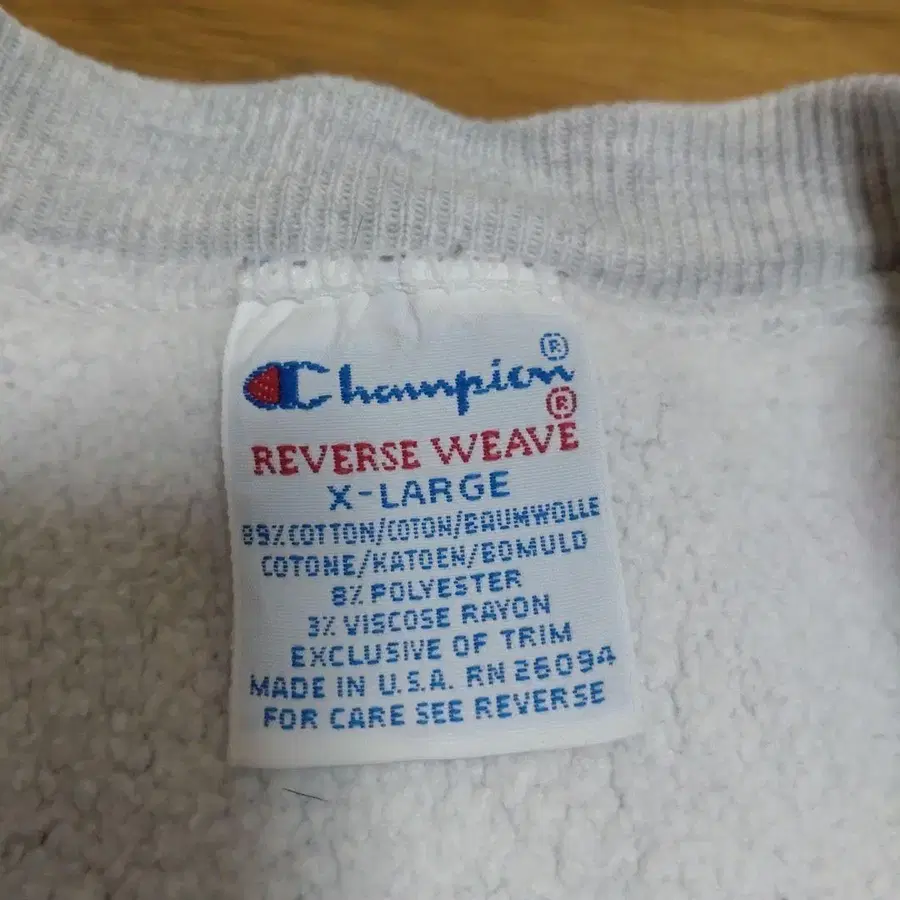 Champion®
REVERSE WEAVE®
X-LARGE
89% COTTON/COTON/BAUMWOLLE
COTONE/KATOEN/BOMULD
8% POLYESTER
3% VISCOSE RAYON
EXCLUSIVE OF TRIM
MADE IN U.S.A. RN 26094
FOR CARE SEE REVERSE